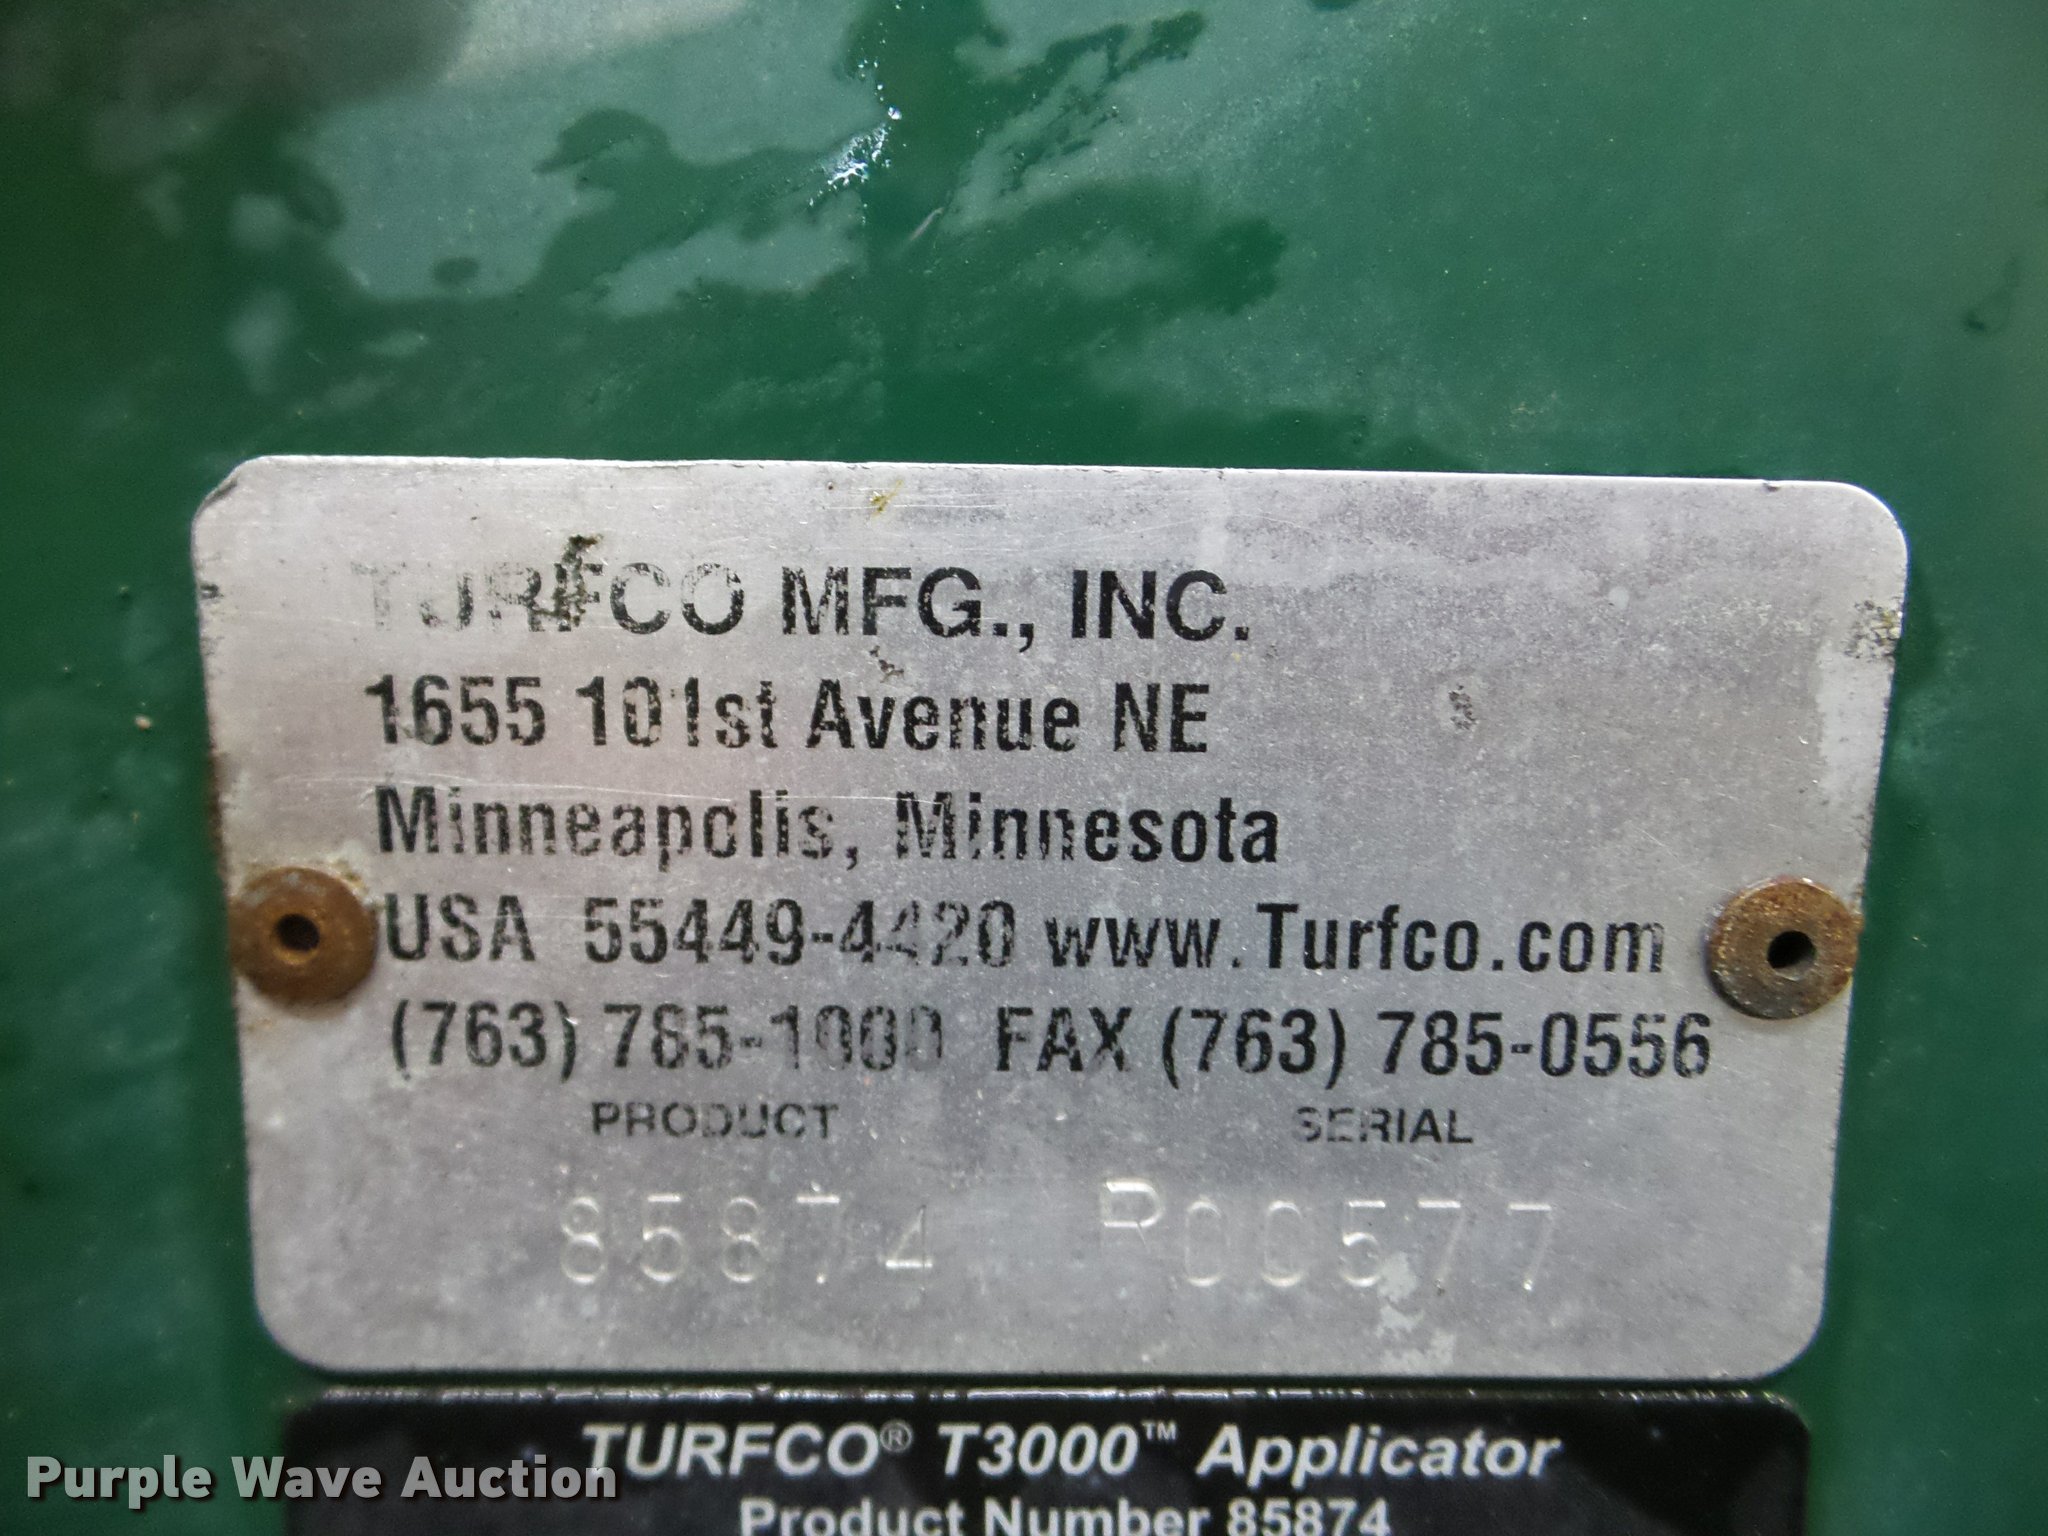 TURFCO MFG., INC.
1655 101st Avenue NE
Minneapolis, Minnesota
USA 55449-4420 www.Turfco.com
(763) 785-1000 FAX (763) 785-0556
PRODUCT SERIAL
85874 P00577
TURFCO® T3000™ Applicator
Product Number 85874
Purple Wave Auction